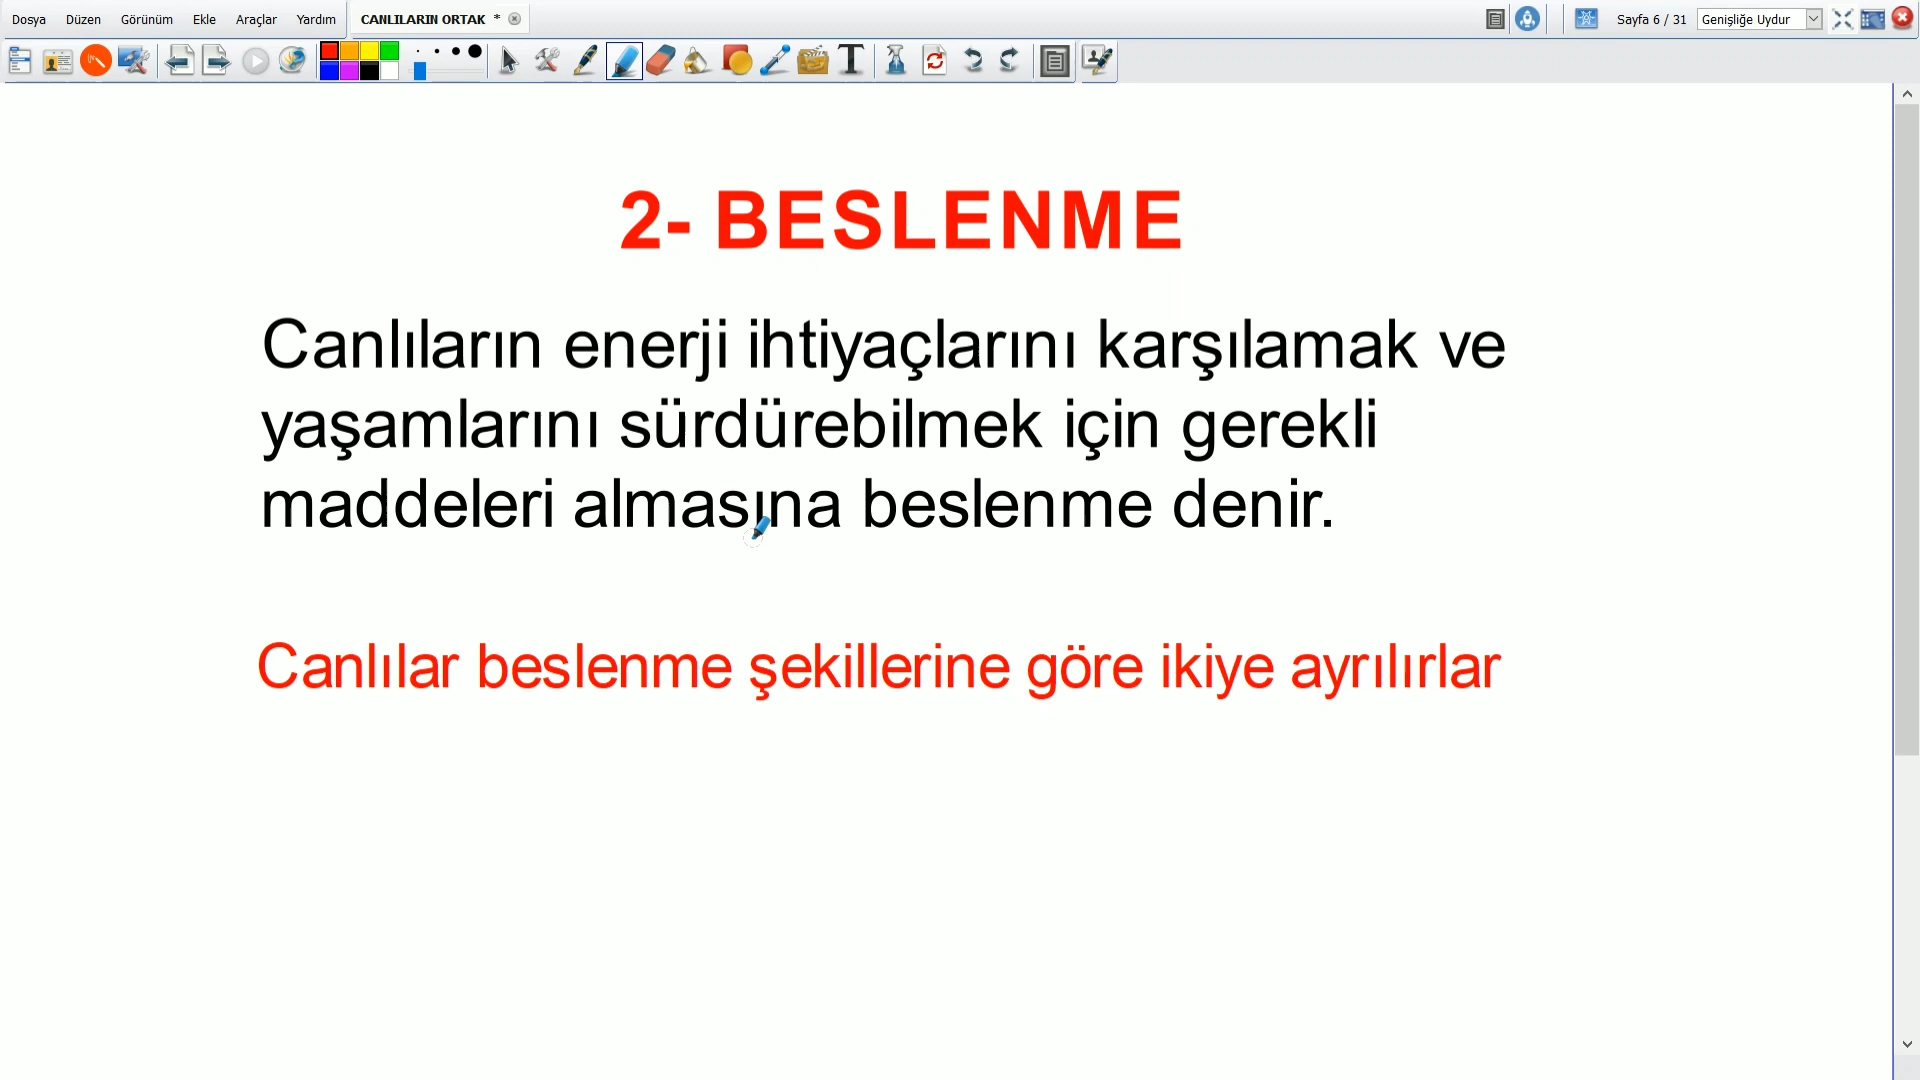 Dosya Düzen Görünüm Ekle Araçlar Yardım CANLILARIN ORTAK * Sayfa 6 / 31 Genişliğe Uydur
T
2- BESLENME
Canlıların enerji ihtiyaçlarını karşılamak ve
yaşamlarını sürdürebilmek için gerekli
maddeleri almasına beslenme denir.
Canlılar beslenme şekillerine göre ikiye ayrılırlar